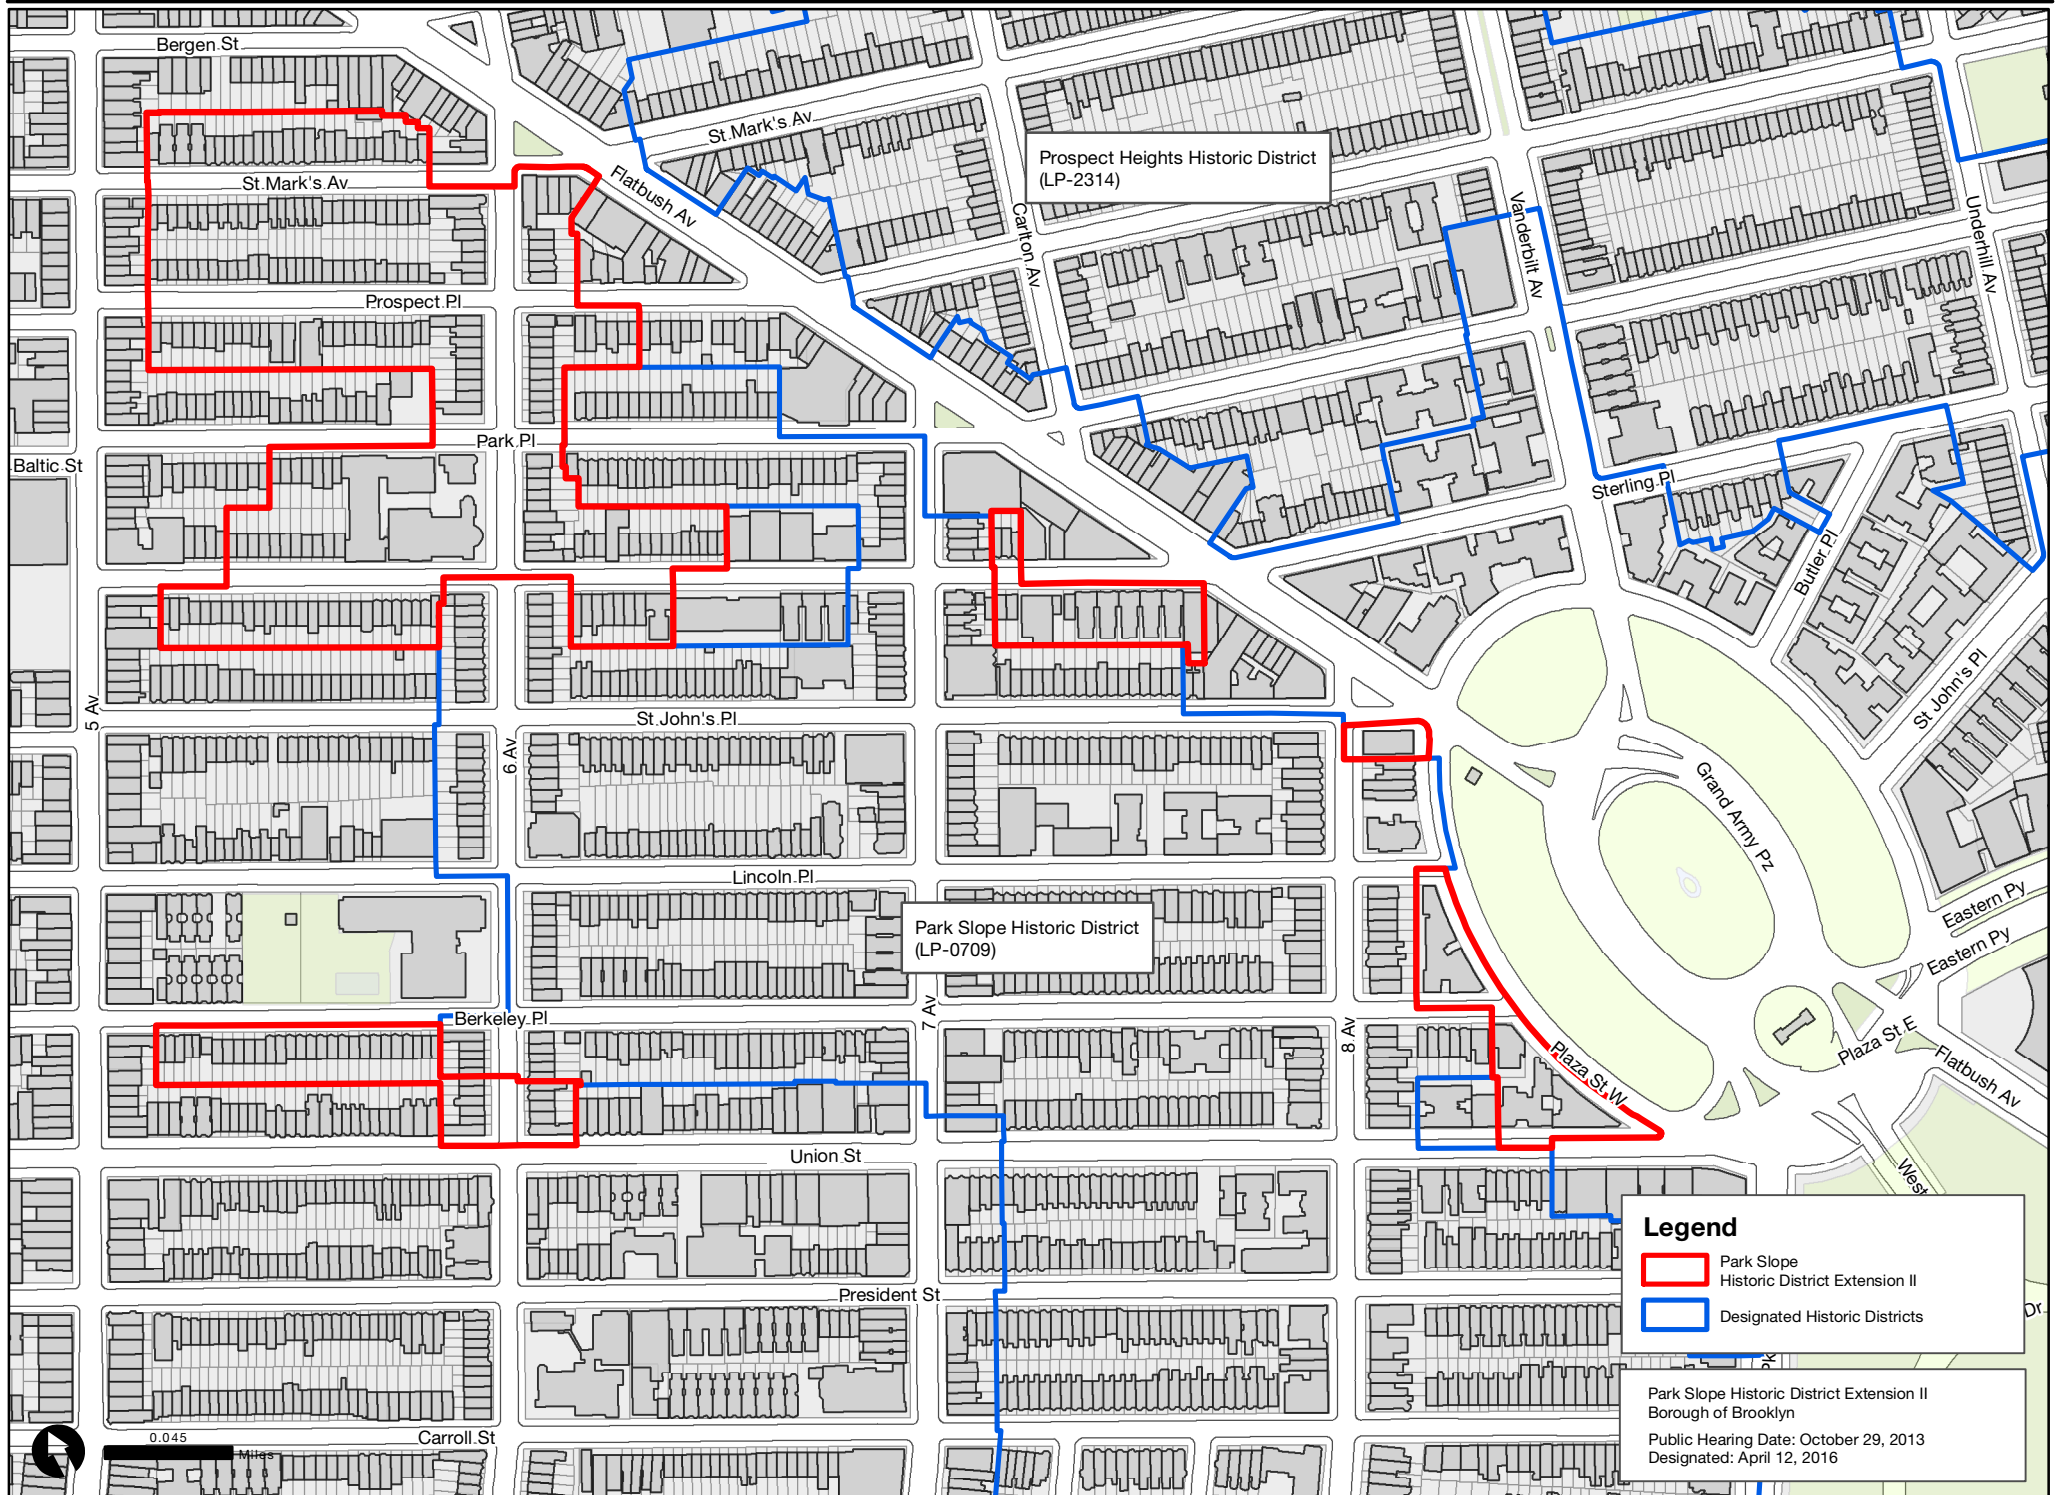 Bergen St
St Mark's Av
Prospect Heights Historic District
(LP-2314)
St Mark's Av
Flatbush Av
Carlton Av
Vanderbilt Av
Underhill Av
Prospect Pl
Park Pl
Baltic St
Sterling Pl
Butler Pl
St John's Pl
5 Av
6 Av
St John's Pl
Grand Army Pz
Lincoln Pl
Park Slope Historic District
(LP-0709)
Eastern Py
Eastern Py
7 Av
8 Av
Berkeley Pl
Plaza St W
Plaza St E
Flatbush Av
Union St
West
Legend
Park Slope
Historic District Extension II
Designated Historic Districts
President St
Dr
Pk
Park Slope Historic District Extension II
Borough of Brooklyn
Public Hearing Date: October 29, 2013
Designated: April 12, 2016
Carroll St
0.045
Miles